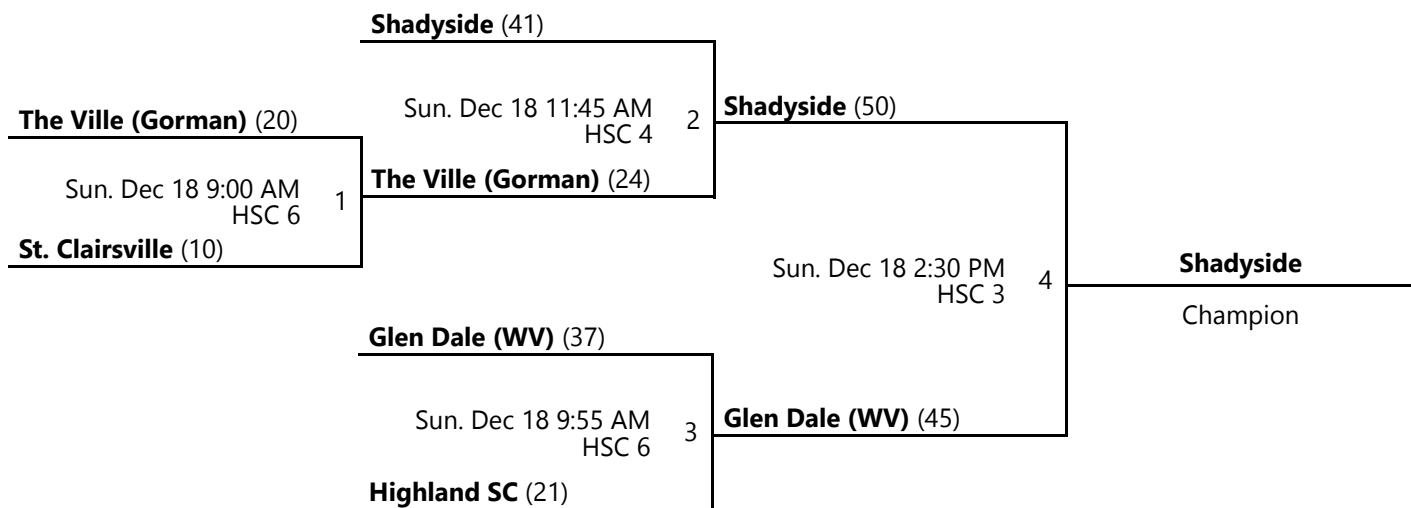 Shadyside (41)
Sun. Dec 18 11:45 AM
HSC 4
2
Shadyside (50)
The Ville (Gorman) (20)
Sun. Dec 18 9:00 AM
HSC 6
1
The Ville (Gorman) (24)
St. Clairsville (10)
Sun. Dec 18 2:30 PM
HSC 3
4
Shadyside
Champion
Glen Dale (WV) (37)
Sun. Dec 18 9:55 AM
HSC 6
3
Glen Dale (WV) (45)
Highland SC (21)